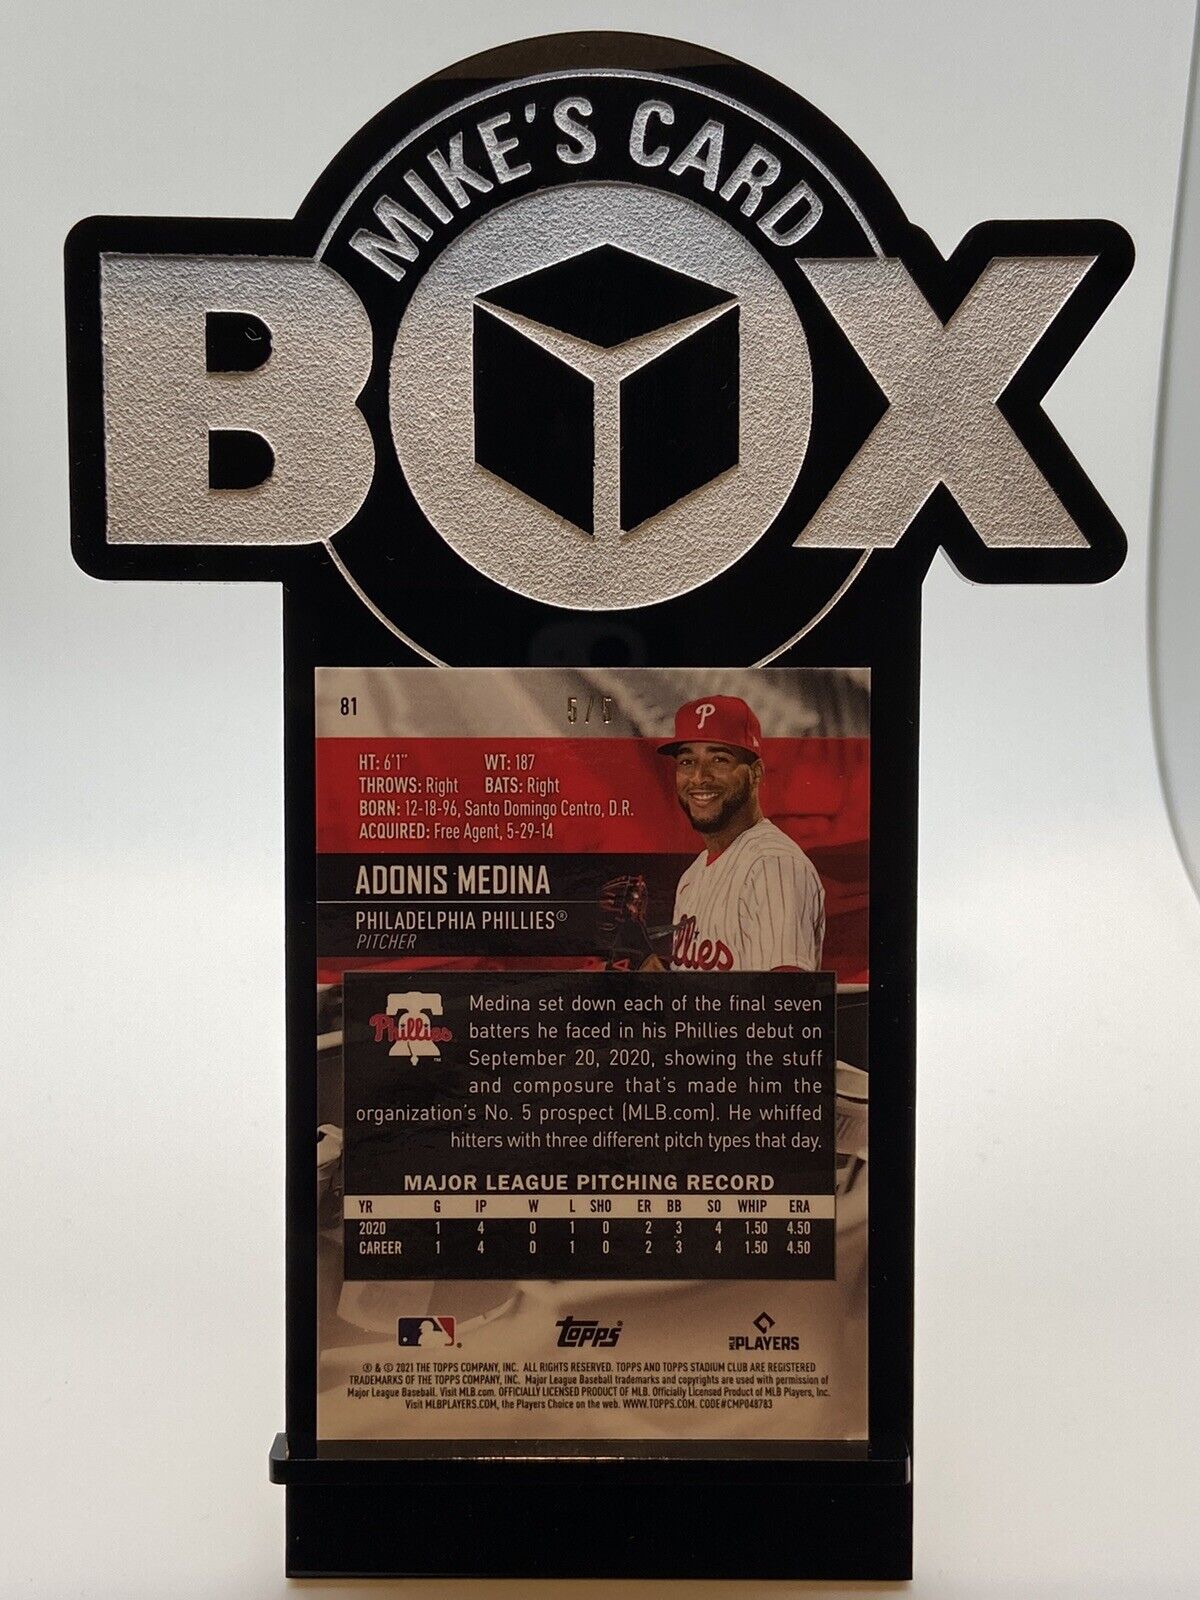 MIKE'S CARD
BOX
81
5/5
P
HT: 6'1" WT: 187
THROWS: Right BATS: Right
BORN: 12-18-96, Santo Domingo Centro, D.R.
ACQUIRED: Free Agent, 5-29-14
ADONIS MEDINA
PHILADELPHIA PHILLIES®
PITCHER
llies
Phillies™
Medina set down each of the final seven
batters he faced in his Phillies debut on
September 20, 2020, showing the stuff
and composure that's made him the
organization's No. 5 prospect (MLB.com). He whiffed
hitters with three different pitch types that day.
MAJOR LEAGUE PITCHING RECORD
YR G IP W L SHO ER BB SO WHIP ERA
2020 1 4 0 1 0 2 3 4 1.50 4.50
CAREER 1 4 0 1 0 2 3 4 1.50 4.50
topps®
MLB PLAYERS
® & © 2021 THE TOPPS COMPANY, INC. ALL RIGHTS RESERVED. TOPPS AND TOPPS STADIUM CLUB ARE REGISTERED
TRADEMARKS OF THE TOPPS COMPANY, INC. Major League Baseball trademarks and copyrights are used with permission of
Major League Baseball. Visit MLB.com. OFFICIALLY LICENSED PRODUCT OF MLB. Officially Licensed Product of MLB Players, Inc.
Visit MLBPLAYERS.COM, the Players Choice on the web. WWW.TOPPS.COM. CODE#CMP048783